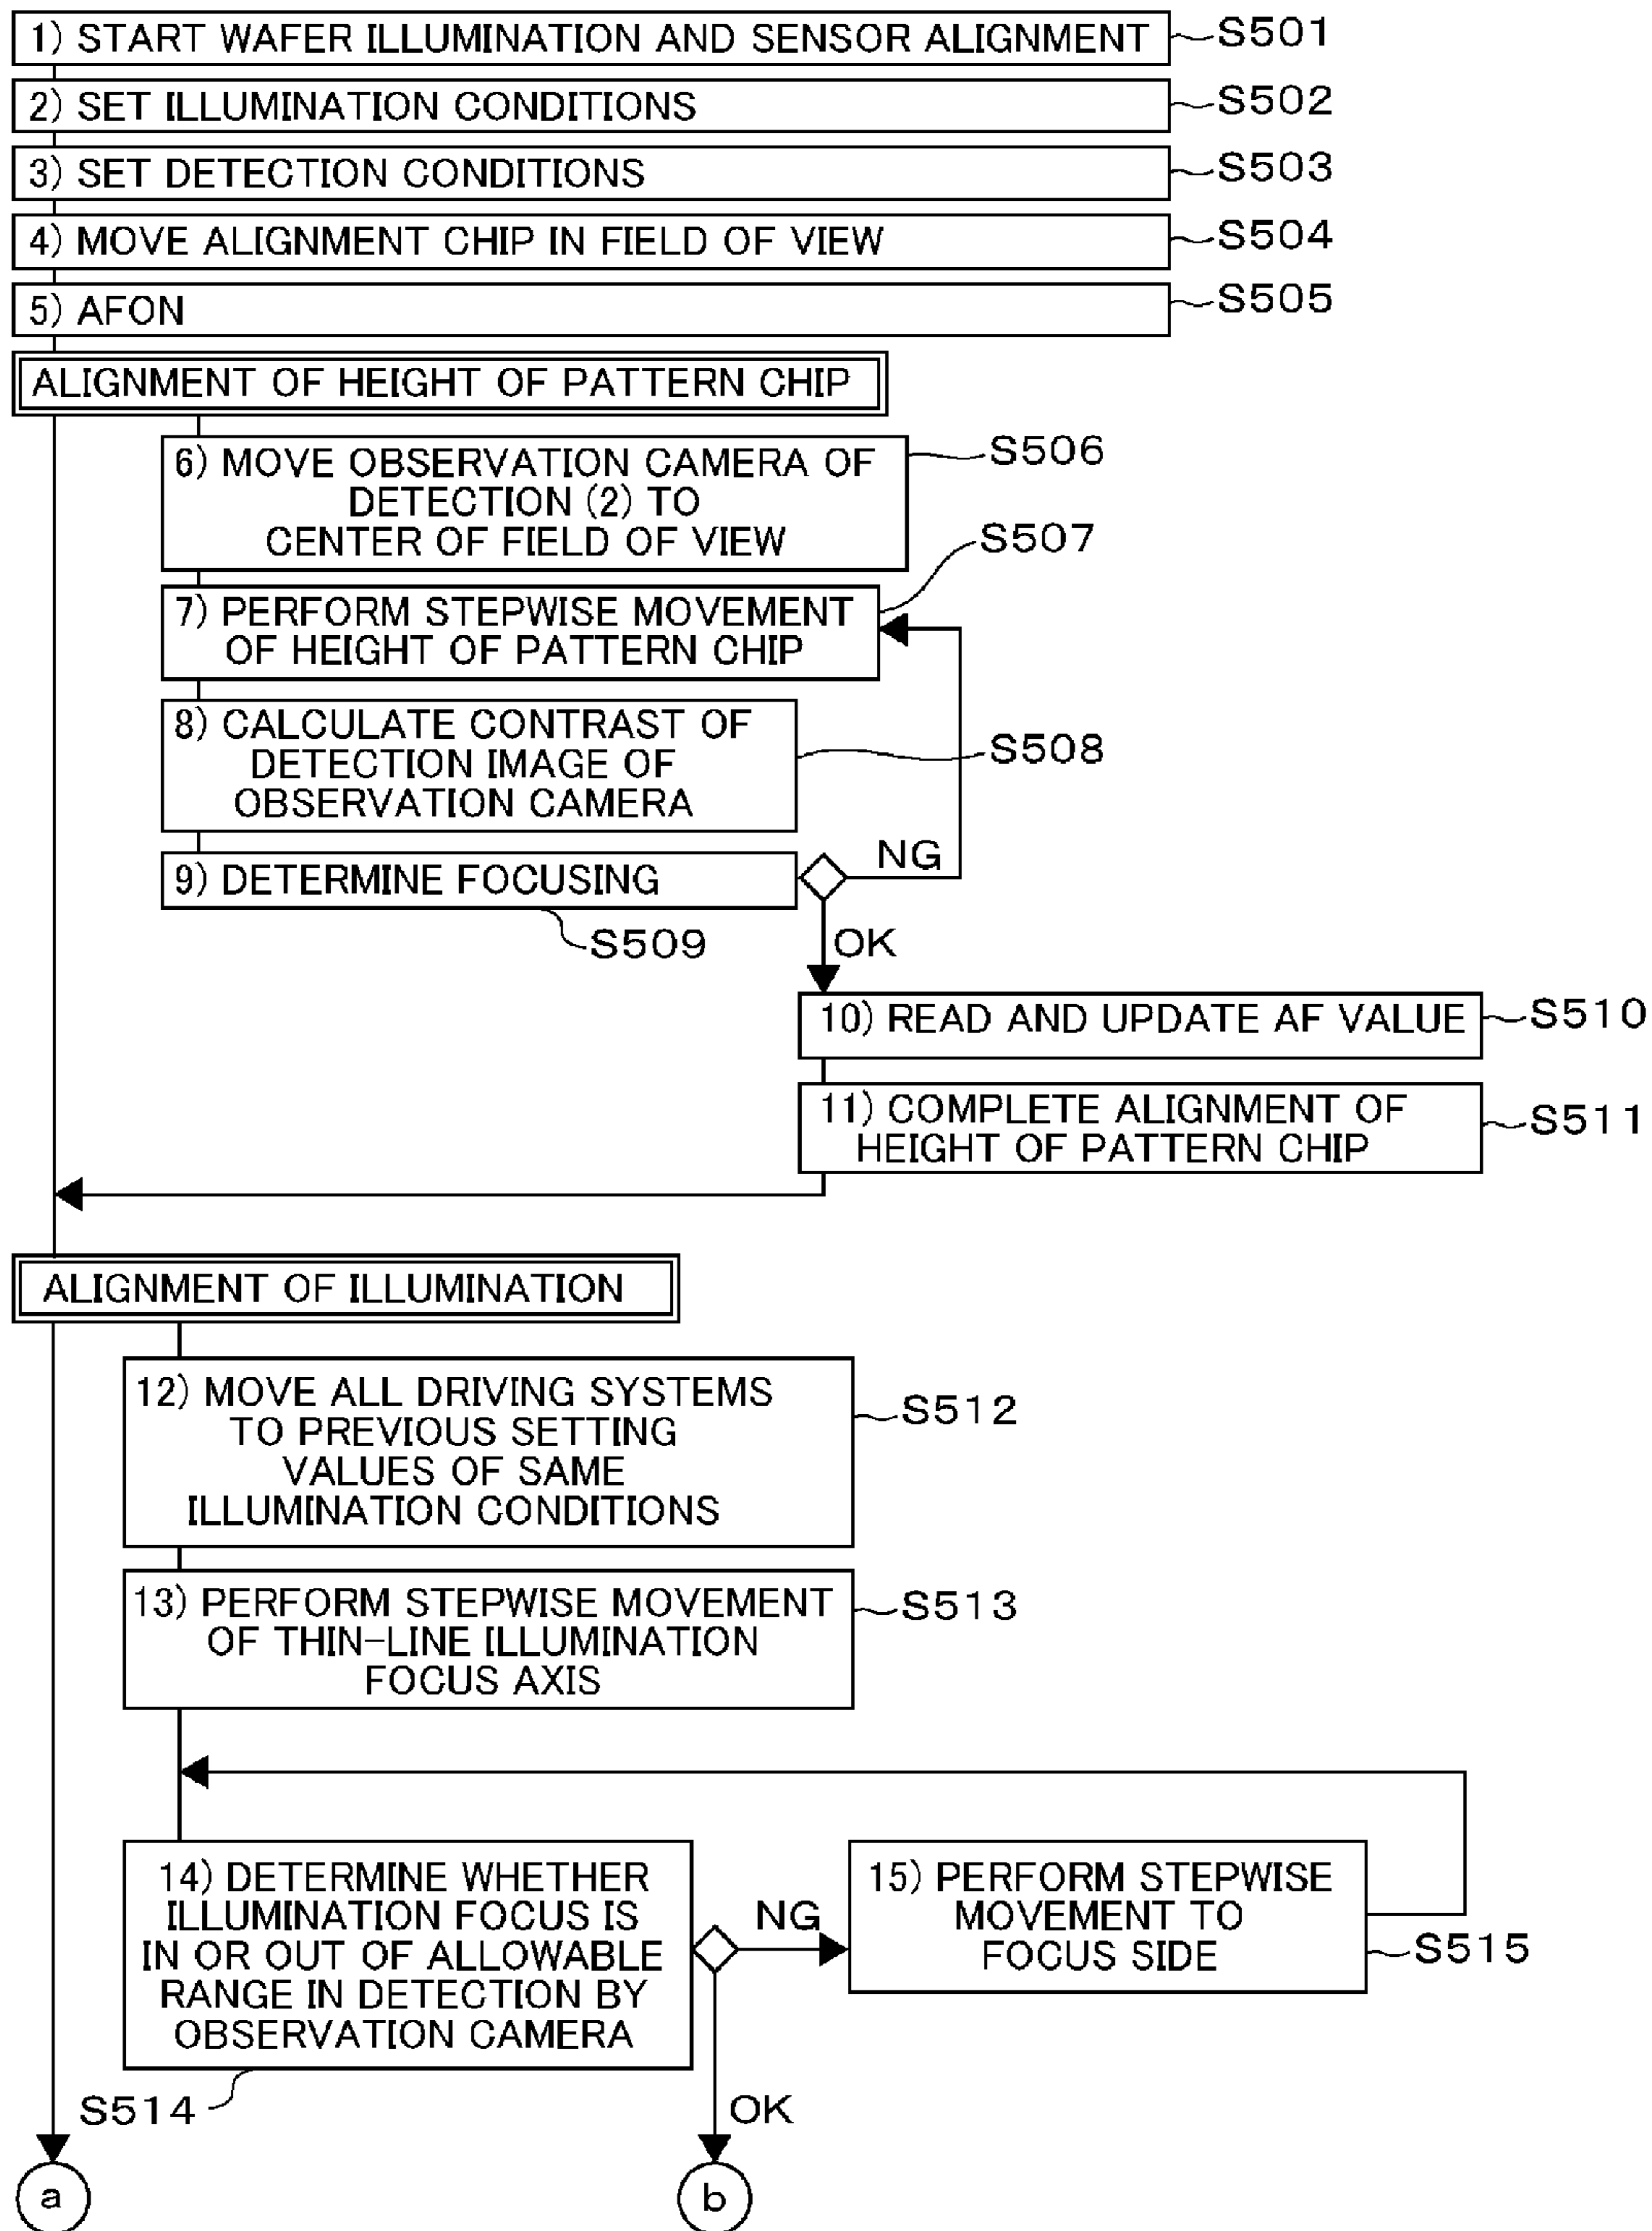 1) START WAFER ILLUMINATION AND SENSOR ALIGNMENT
S501
2) SET ILLUMINATION CONDITIONS
S502
3) SET DETECTION CONDITIONS
S503
4) MOVE ALIGNMENT CHIP IN FIELD OF VIEW
S504
5) AFON
S505
ALIGNMENT OF HEIGHT OF PATTERN CHIP
6) MOVE OBSERVATION CAMERA OF
DETECTION (2) TO
CENTER OF FIELD OF VIEW
S506
7) PERFORM STEPWISE MOVEMENT
OF HEIGHT OF PATTERN CHIP
S507
8) CALCULATE CONTRAST OF
DETECTION IMAGE OF
OBSERVATION CAMERA
S508
9) DETERMINE FOCUSING
NG
S509
OK
10) READ AND UPDATE AF VALUE
S510
11) COMPLETE ALIGNMENT OF
HEIGHT OF PATTERN CHIP
S511
ALIGNMENT OF ILLUMINATION
12) MOVE ALL DRIVING SYSTEMS
TO PREVIOUS SETTING
VALUES OF SAME
ILLUMINATION CONDITIONS
S512
13) PERFORM STEPWISE MOVEMENT
OF THIN-LINE ILLUMINATION
FOCUS AXIS
S513
14) DETERMINE WHETHER
ILLUMINATION FOCUS IS
IN OR OUT OF ALLOWABLE
RANGE IN DETECTION BY
OBSERVATION CAMERA
NG
15) PERFORM STEPWISE
MOVEMENT TO
FOCUS SIDE
S515
S514
OK
a
b